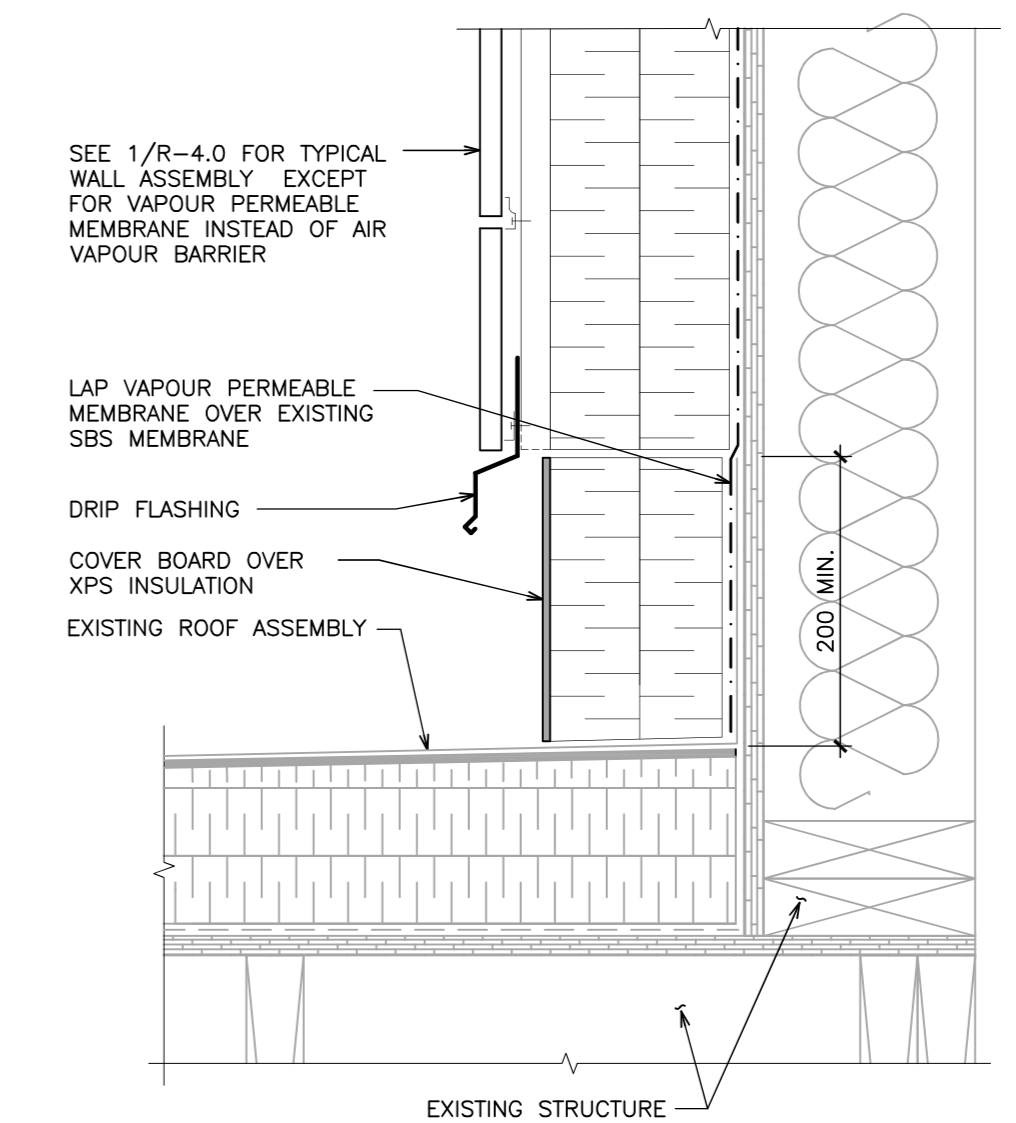 SEE 1/R-4.0 FOR TYPICAL
WALL ASSEMBLY EXCEPT
FOR VAPOUR PERMEABLE
MEMBRANE INSTEAD OF AIR
VAPOUR BARRIER
LAP VAPOUR PERMEABLE
MEMBRANE OVER EXISTING
SBS MEMBRANE
DRIP FLASHING
COVER BOARD OVER
XPS INSULATION
EXISTING ROOF ASSEMBLY
200 MIN.
EXISTING STRUCTURE